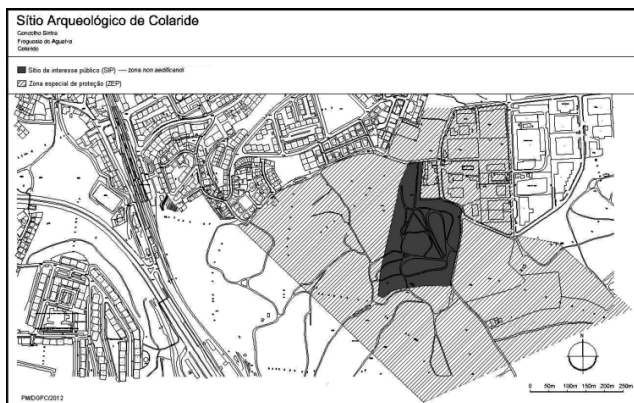 Sítio Arqueológico de Colaride
Concelho Sintra
Freguesia de Agualva
Colaride
Sítio de interesse público (SIP) — zona non aedificandi
Zona especial de proteção (ZEP)
N
0 50m 100m 150m 200m 250m
PM/DGPC/2012